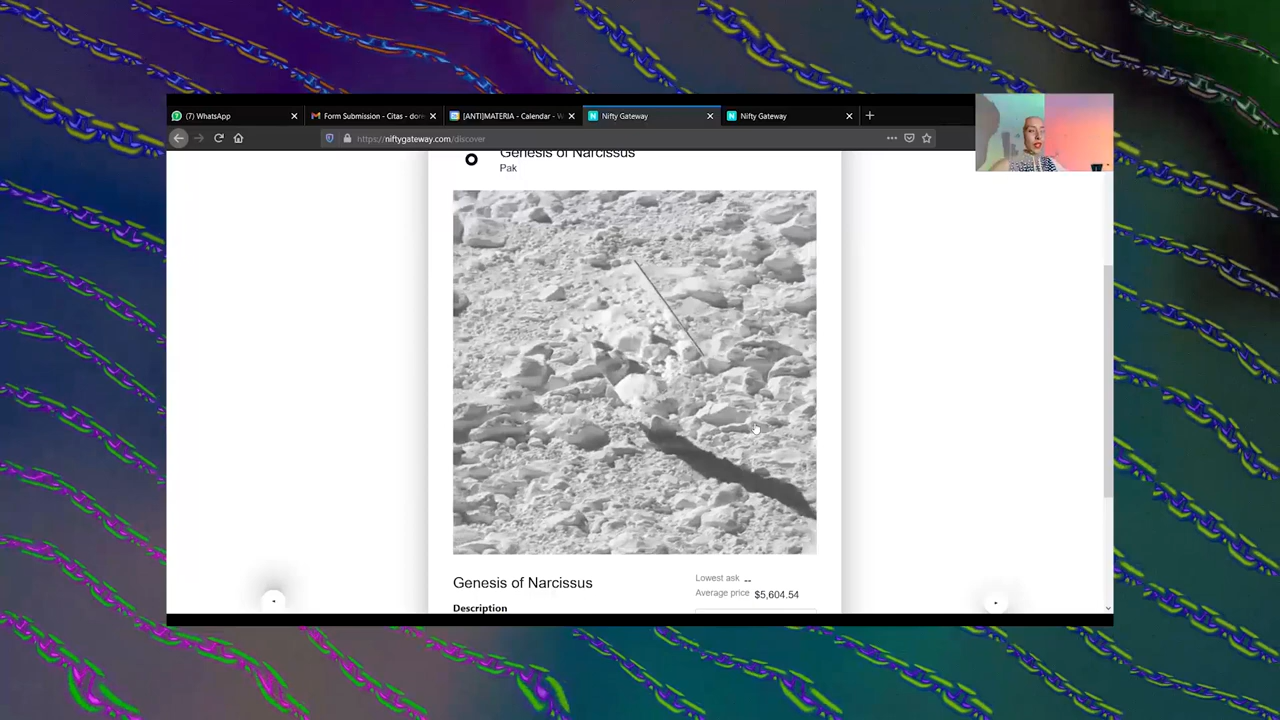 (7) WhatsApp
Form Submission - Citas - dore
[ANTI]MATERIA - Calendar - W
Nifty Gateway
Nifty Gateway
https://niftygateway.com/discover
Genesis of Narcissus
Pak
Genesis of Narcissus
Lowest ask --
Average price $5,604.54
Description